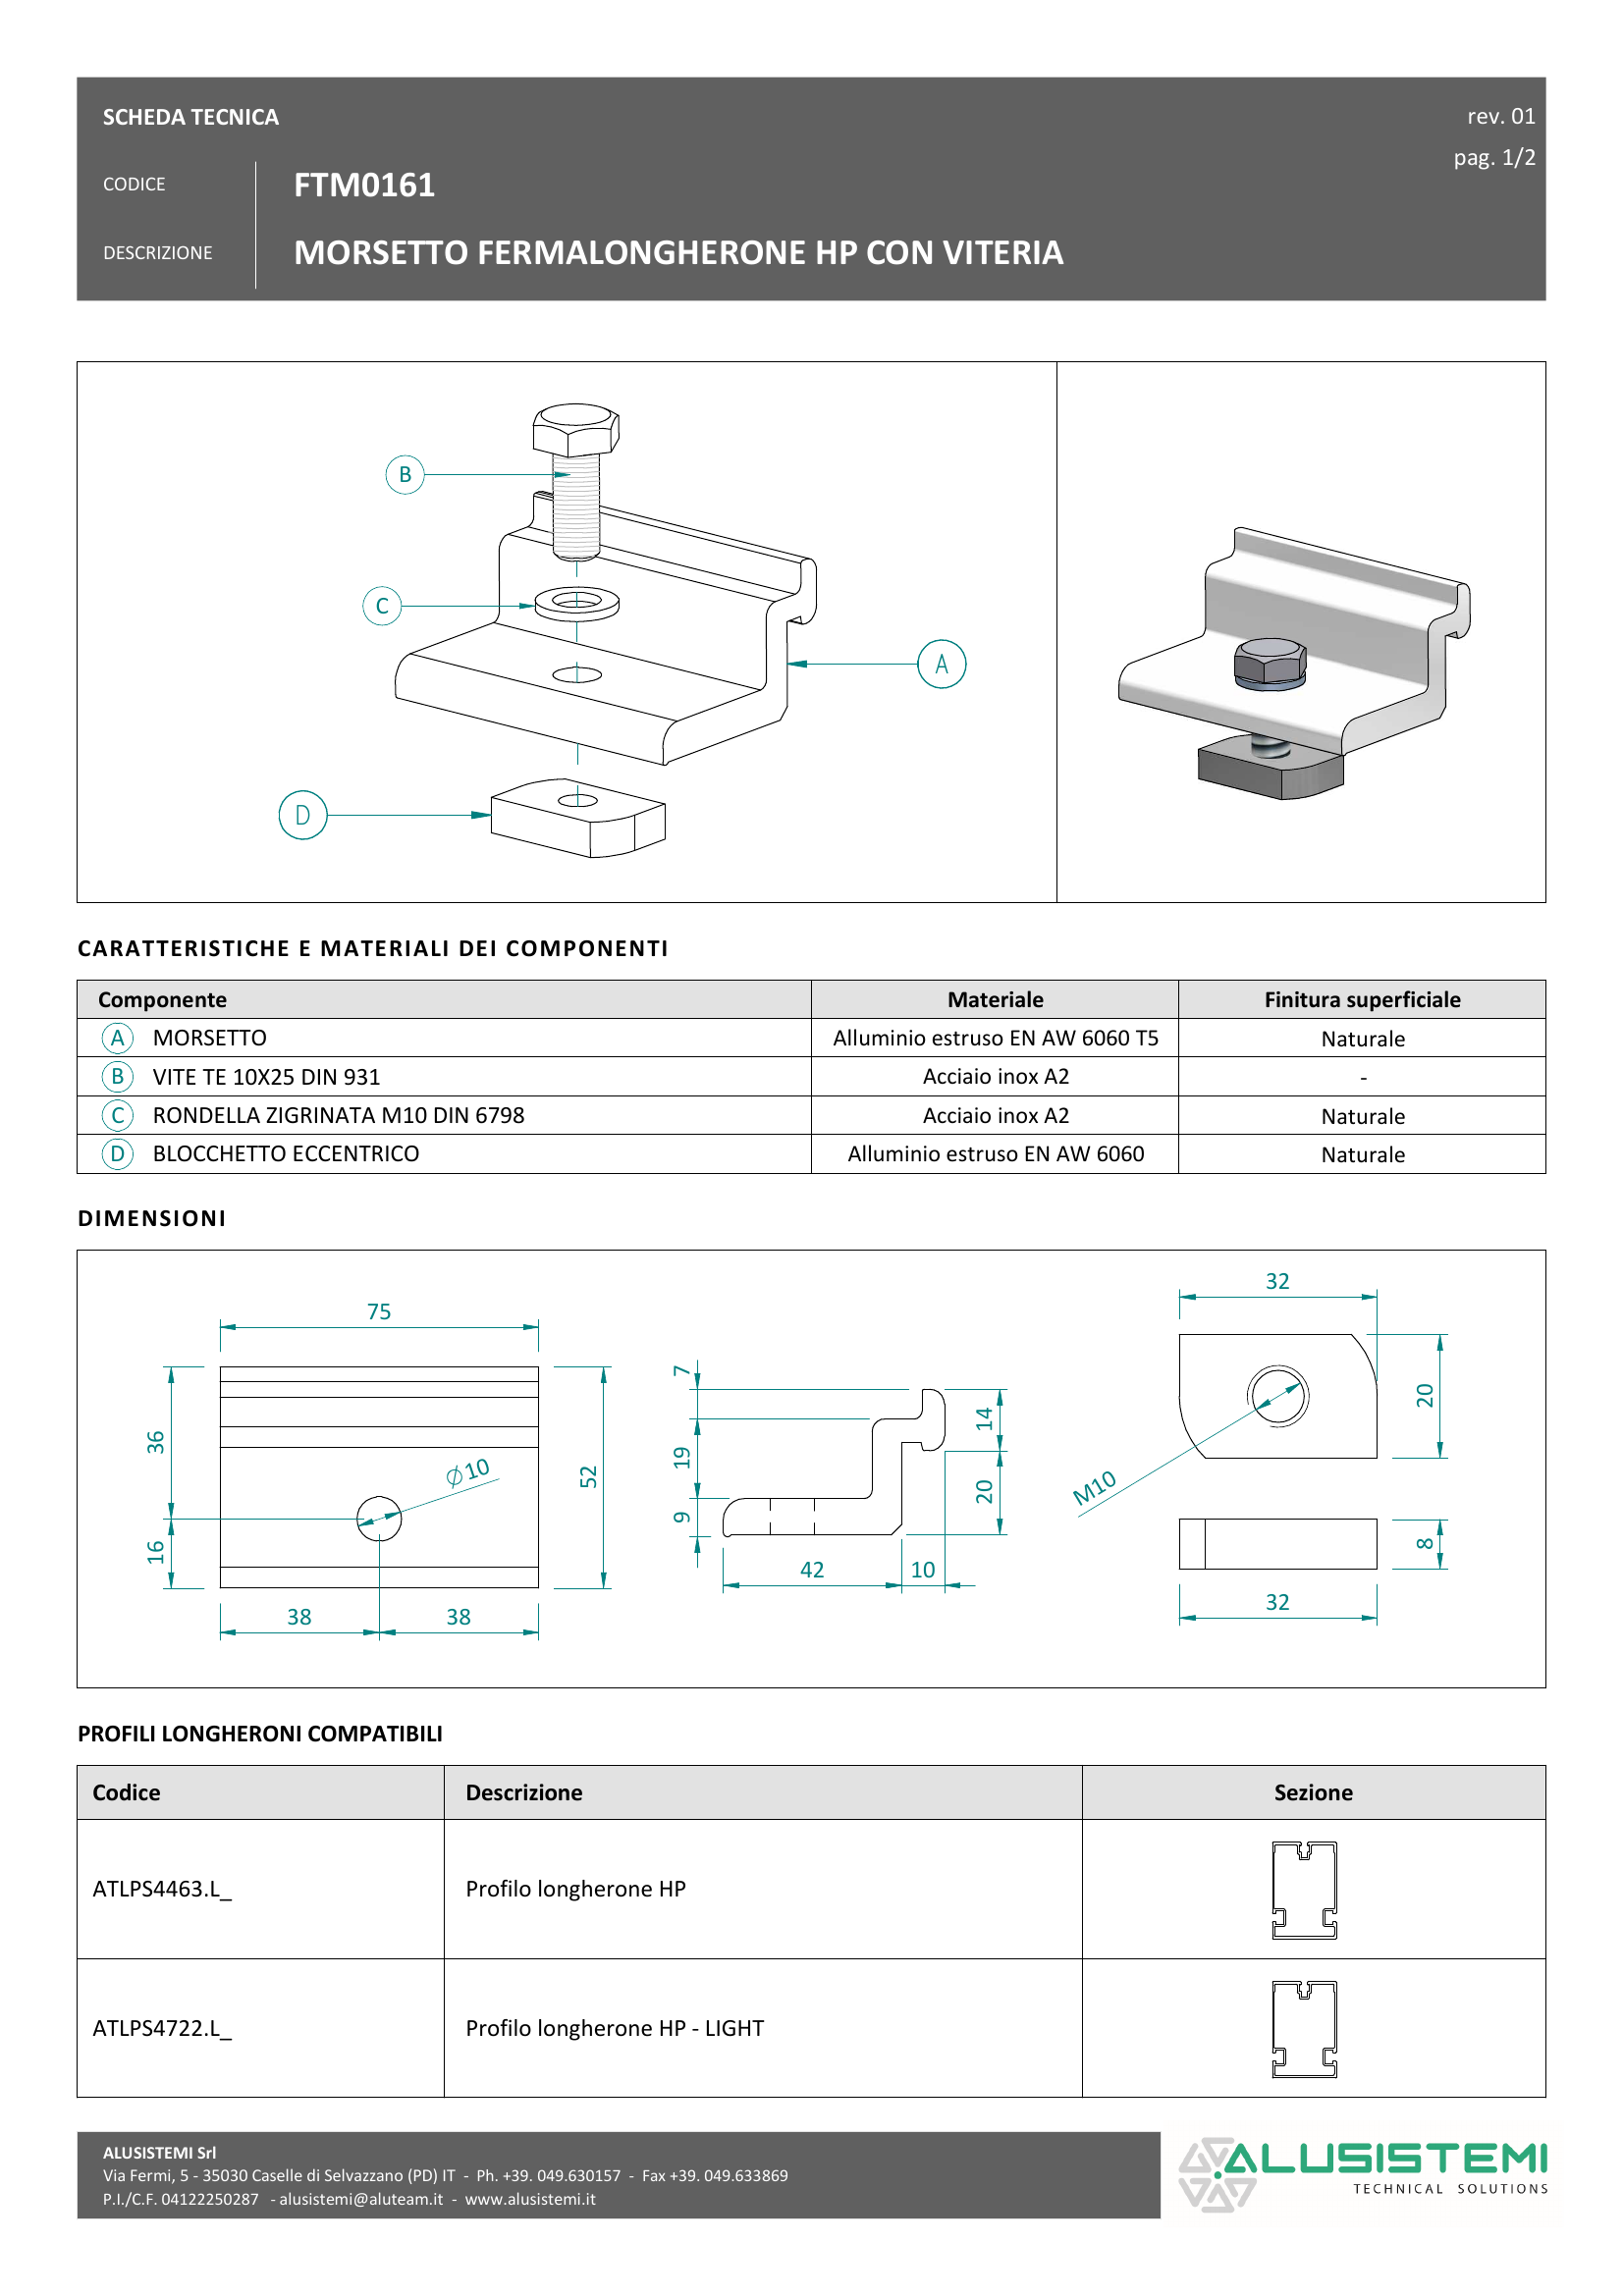 SCHEDA TECNICA
rev. 01
pag. 1/2
CODICE
FTM0161
DESCRIZIONE
MORSETTO FERMALONGHERONE HP CON VITERIA
B
C
A
D
CARATTERISTICHE E MATERIALI DEI COMPONENTI
Componente Materiale Finitura superficiale
A MORSETTO Alluminio estruso EN AW 6060 T5 Naturale
B VITE TE 10X25 DIN 931 Acciaio inox A2 -
C RONDELLA ZIGRINATA M10 DIN 6798 Acciaio inox A2 Naturale
D BLOCCHETTO ECCENTRICO Alluminio estruso EN AW 6060 Naturale
DIMENSIONI
75
36
16
52
Ø10
38
38
7
19
9
14
20
42
10
32
20
M10
8
32
PROFILI LONGHERONI COMPATIBILI
Codice Descrizione Sezione
ATLPS4463.L_ Profilo longherone HP
ATLPS4722.L_ Profilo longherone HP - LIGHT
ALUSISTEMI Srl
Via Fermi, 5 - 35030 Caselle di Selvazzano (PD) IT - Ph. +39. 049.630157 - Fax +39. 049.633869
P.I./C.F. 04122250287 - alusistemi@aluteam.it - www.alusistemi.it
ALUSISTEMI
TECHNICAL SOLUTIONS